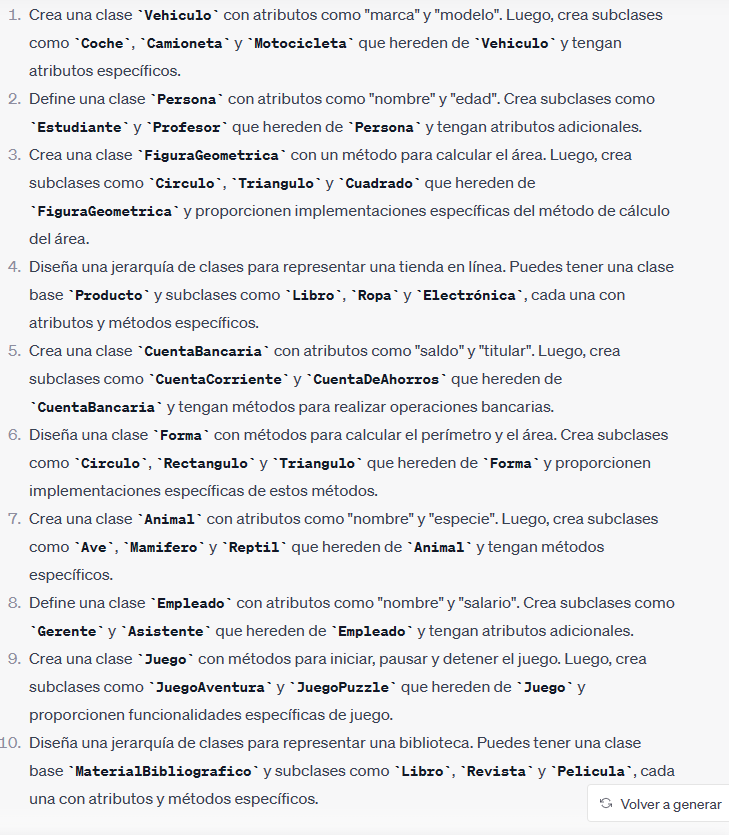 1. Crea una clase `Vehiculo` con atributos como "marca" y "modelo". Luego, crea subclases
como `Coche`, `Camioneta` y `Motocicleta` que hereden de `Vehiculo` y tengan
atributos específicos.
2. Define una clase `Persona` con atributos como "nombre" y "edad". Crea subclases como
`Estudiante` y `Profesor` que hereden de `Persona` y tengan atributos adicionales.
3. Crea una clase `FiguraGeometrica` con un método para calcular el área. Luego, crea
subclases como `Circulo`, `Triangulo` y `Cuadrado` que hereden de
`FiguraGeometrica` y proporcionen implementaciones específicas del método de cálculo
del área.
4. Diseña una jerarquía de clases para representar una tienda en línea. Puedes tener una clase
base `Producto` y subclases como `Libro`, `Ropa` y `Electrónica`, cada una con
atributos y métodos específicos.
5. Crea una clase `CuentaBancaria` con atributos como "saldo" y "titular". Luego, crea
subclases como `CuentaCorriente` y `CuentaDeAhorros` que hereden de
`CuentaBancaria` y tengan métodos para realizar operaciones bancarias.
6. Diseña una clase `Forma` con métodos para calcular el perímetro y el área. Crea subclases
como `Circulo`, `Rectangulo` y `Triangulo` que hereden de `Forma` y proporcionen
implementaciones específicas de estos métodos.
7. Crea una clase `Animal` con atributos como "nombre" y "especie". Luego, crea subclases
como `Ave`, `Mamifero` y `Reptil` que hereden de `Animal` y tengan métodos
específicos.
8. Define una clase `Empleado` con atributos como "nombre" y "salario". Crea subclases como
`Gerente` y `Asistente` que hereden de `Empleado` y tengan atributos adicionales.
9. Crea una clase `Juego` con métodos para iniciar, pausar y detener el juego. Luego, crea
subclases como `JuegoAventura` y `JuegoPuzzle` que hereden de `Juego` y
proporcionen funcionalidades específicas de juego.
10. Diseña una jerarquía de clases para representar una biblioteca. Puedes tener una clase
base `MaterialBibliografico` y subclases como `Libro`, `Revista` y `Pelicula`, cada
una con atributos y métodos específicos.
Volver a generar